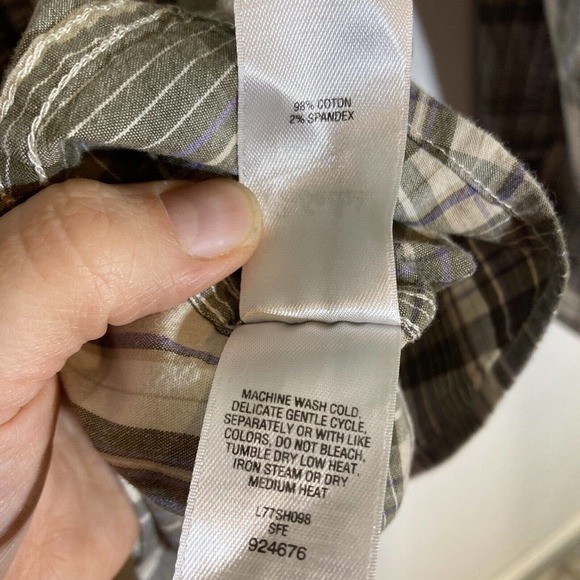 98% COTON
2% SPANDEX
MACHINE WASH COLD,
DELICATE GENTLE CYCLE,
SEPARATELY OR WITH LIKE
COLORS, DO NOT BLEACH,
TUMBLE DRY LOW HEAT,
IRON STEAM OR DRY
MEDIUM HEAT
L77SH098
SFE
924676